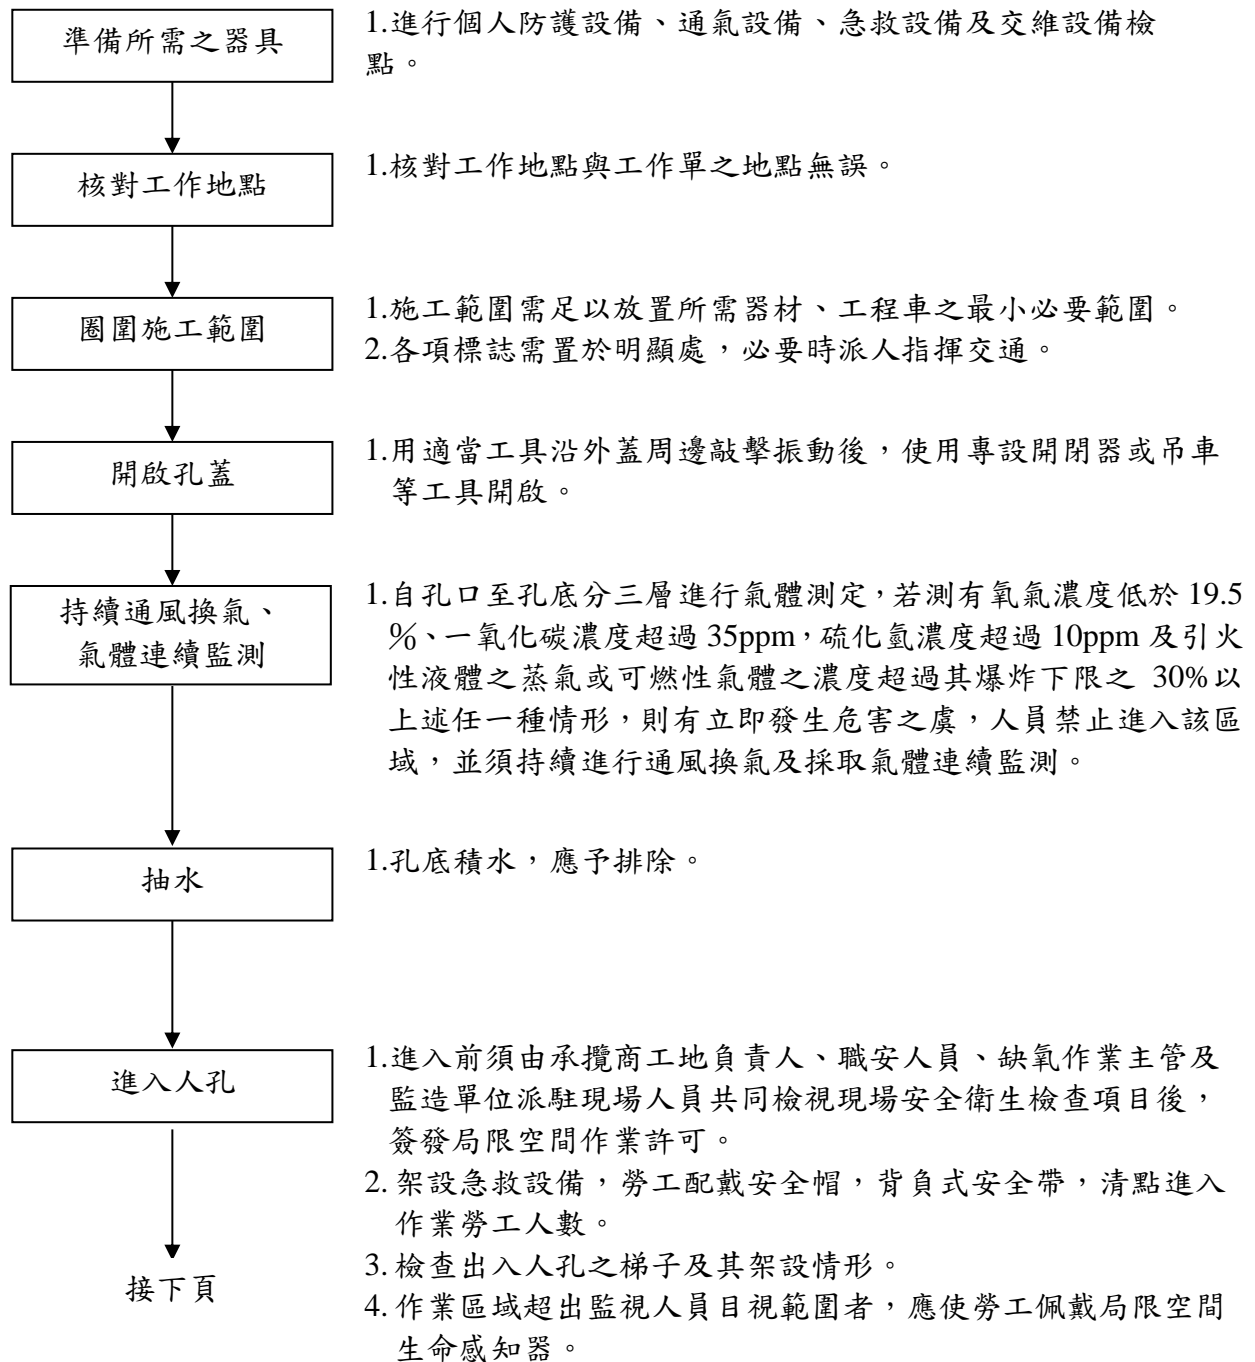 準備所需之器具
1.進行個人防護設備、通氣設備、急救設備及交維設備檢
點。
核對工作地點
1.核對工作地點與工作單之地點無誤。
圈圍施工範圍
1.施工範圍需足以放置所需器材、工程車之最小必要範圍。
2.各項標誌需置於明顯處，必要時派人指揮交通。
開啟孔蓋
1.用適當工具沿外蓋周邊敲擊振動後，使用專設開閉器或吊車
等工具開啟。
持續通風換氣、
氣體連續監測
1.自孔口至孔底分三層進行氣體測定，若測有氧氣濃度低於 19.5
％、一氧化碳濃度超過 35ppm，硫化氫濃度超過 10ppm 及引火
性液體之蒸氣或可燃性氣體之濃度超過其爆炸下限之 30%以
上述任一種情形，則有立即發生危害之虞，人員禁止進入該區
域，並須持續進行通風換氣及採取氣體連續監測。
抽水
1.孔底積水，應予排除。
進入人孔
1.進入前須由承攬商工地負責人、職安人員、缺氧作業主管及
監造單位派駐現場人員共同檢視現場安全衛生檢查項目後，
簽發局限空間作業許可。
2.架設急救設備，勞工配戴安全帽，背負式安全帶，清點進入
作業勞工人數。
3.檢查出入人孔之梯子及其架設情形。
4.作業區域超出監視人員目視範圍者，應使勞工佩戴局限空間
生命感知器。
接下頁